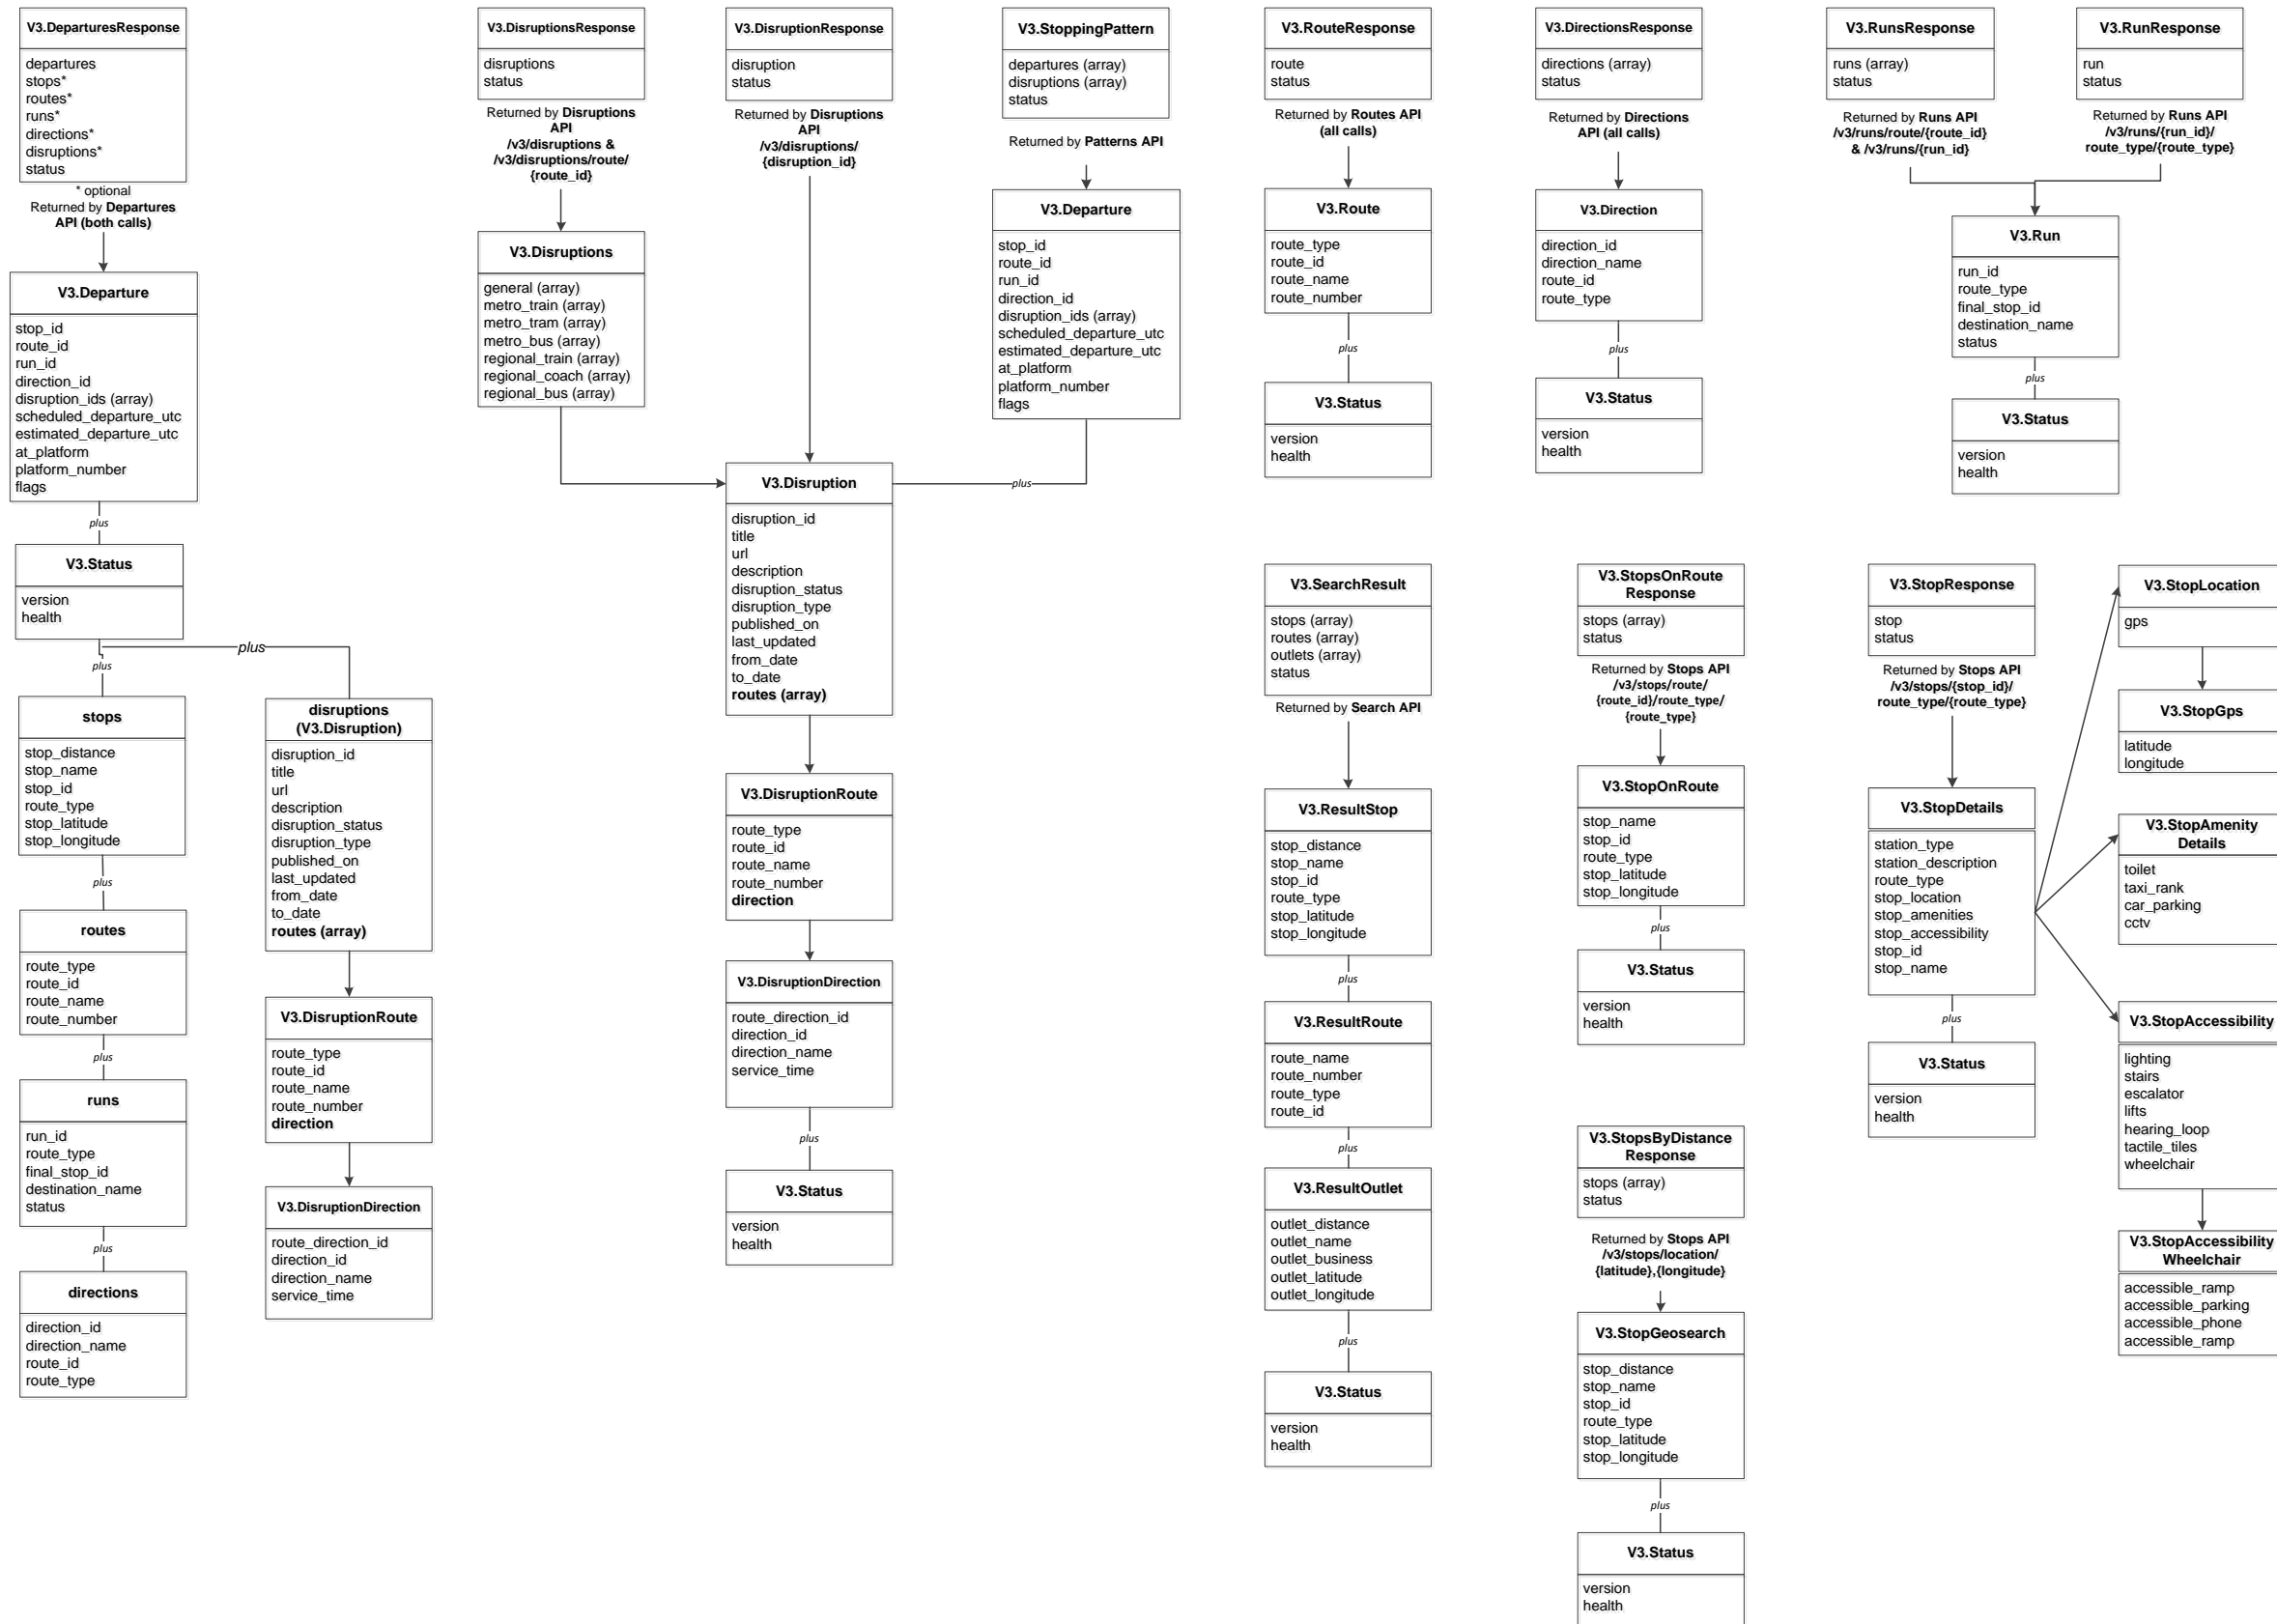 V3.DeparturesResponse
departures
stops*
routes*
runs*
directions*
disruptions*
status
* optional
Returned by Departures
API (both calls)
V3.Departure
stop_id
route_id
run_id
direction_id
disruption_ids (array)
scheduled_departure_utc
estimated_departure_utc
at_platform
platform_number
flags
plus
V3.Status
version
health
plus
plus
stops
stop_distance
stop_name
stop_id
route_type
stop_latitude
stop_longitude
plus
routes
route_type
route_id
route_name
route_number
plus
runs
run_id
route_type
final_stop_id
destination_name
status
plus
directions
direction_id
direction_name
route_id
route_type
disruptions
(V3.Disruption)
disruption_id
title
url
description
disruption_status
disruption_type
published_on
last_updated
from_date
to_date
routes (array)
V3.DisruptionRoute
route_type
route_id
route_name
route_number
direction
V3.DisruptionDirection
route_direction_id
direction_id
direction_name
service_time
V3.DisruptionsResponse
disruptions
status
Returned by Disruptions
API
/v3/disruptions &
/v3/disruptions/route/
{route_id}
V3.Disruptions
general (array)
metro_train (array)
metro_tram (array)
metro_bus (array)
regional_train (array)
regional_coach (array)
regional_bus (array)
V3.DisruptionResponse
disruption
status
Returned by Disruptions
API
/v3/disruptions/
{disruption_id}
V3.Disruption
disruption_id
title
url
description
disruption_status
disruption_type
published_on
last_updated
from_date
to_date
routes (array)
V3.DisruptionRoute
route_type
route_id
route_name
route_number
direction
V3.DisruptionDirection
route_direction_id
direction_id
direction_name
service_time
plus
V3.Status
version
health
V3.StoppingPattern
departures (array)
disruptions (array)
status
Returned by Patterns API
V3.Departure
stop_id
route_id
run_id
direction_id
disruption_ids (array)
scheduled_departure_utc
estimated_departure_utc
at_platform
platform_number
flags
plus
V3.RouteResponse
route
status
Returned by Routes API
(all calls)
V3.Route
route_type
route_id
route_name
route_number
plus
V3.Status
version
health
V3.DirectionsResponse
directions (array)
status
Returned by Directions
API (all calls)
V3.Direction
direction_id
direction_name
route_id
route_type
plus
V3.Status
version
health
V3.RunsResponse
runs (array)
status
Returned by Runs API
/v3/runs/route/{route_id}
& /v3/runs/{run_id}
V3.RunResponse
run
status
Returned by Runs API
/v3/runs/{run_id}/
route_type/{route_type}
V3.Run
run_id
route_type
final_stop_id
destination_name
status
plus
V3.Status
version
health
V3.SearchResult
stops (array)
routes (array)
outlets (array)
status
Returned by Search API
V3.ResultStop
stop_distance
stop_name
stop_id
route_type
stop_latitude
stop_longitude
plus
V3.ResultRoute
route_name
route_number
route_type
route_id
plus
V3.ResultOutlet
outlet_distance
outlet_name
outlet_business
outlet_latitude
outlet_longitude
plus
V3.Status
version
health
V3.StopsOnRoute
Response
stops (array)
status
Returned by Stops API
/v3/stops/route/
{route_id}/route_type/
{route_type}
V3.StopOnRoute
stop_name
stop_id
route_type
stop_latitude
stop_longitude
plus
V3.Status
version
health
V3.StopsByDistance
Response
stops (array)
status
Returned by Stops API
/v3/stops/location/
{latitude},{longitude}
V3.StopGeosearch
stop_distance
stop_name
stop_id
route_type
stop_latitude
stop_longitude
plus
V3.Status
version
health
V3.StopResponse
stop
status
Returned by Stops API
/v3/stops/{stop_id}/
route_type/{route_type}
V3.StopDetails
station_type
station_description
route_type
stop_location
stop_amenities
stop_accessibility
stop_id
stop_name
plus
V3.Status
version
health
V3.StopLocation
gps
V3.StopGps
latitude
longitude
V3.StopAmenity
Details
toilet
taxi_rank
car_parking
cctv
V3.StopAccessibility
lighting
stairs
escalator
lifts
hearing_loop
tactile_tiles
wheelchair
V3.StopAccessibility
Wheelchair
accessible_ramp
accessible_parking
accessible_phone
accessible_ramp